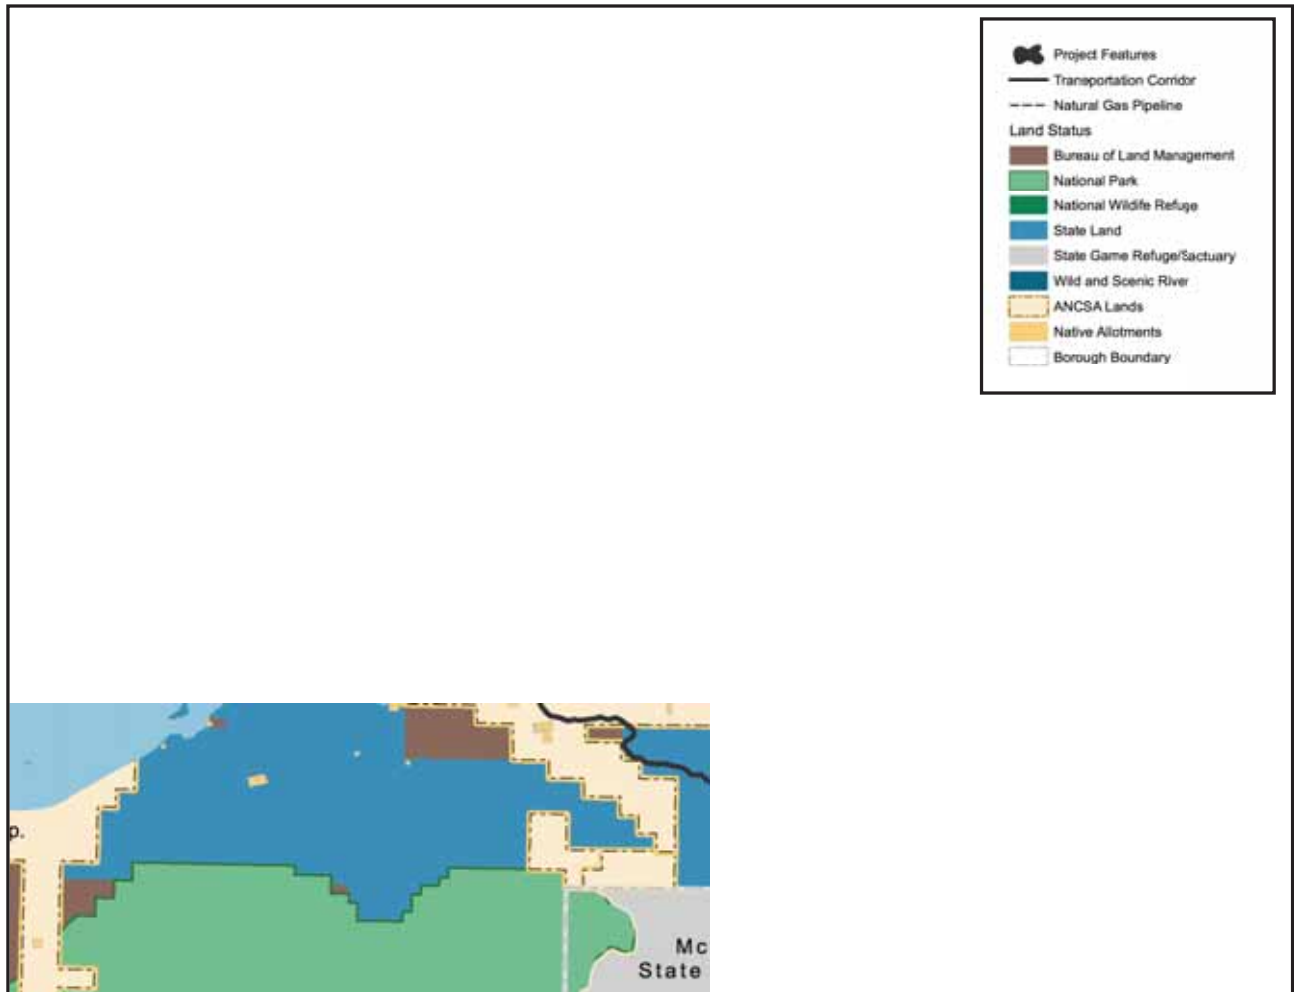 Project Features
Transportation Corridor
Natural Gas Pipeline
Land Status
Bureau of Land Management
National Park
National Wildife Refuge
State Land
State Game Refuge/Sactuary
Wild and Scenic River
ANCSA Lands
Native Allotments
Borough Boundary
p.
Mc
State